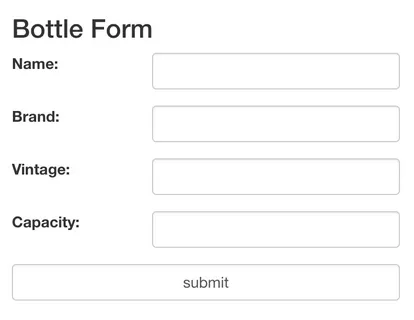 Bottle Form
Name:
Brand:
Vintage:
Capacity:
submit